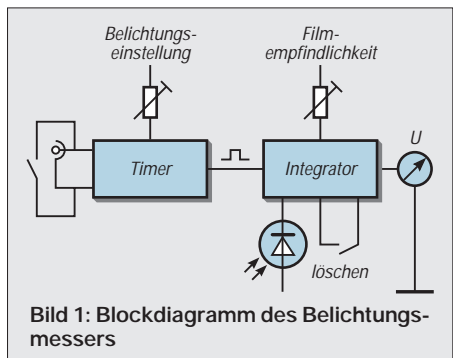 Belichtungs-
einstellung
Film-
empfindlichkeit
Timer
Integrator
U
löschen
Bild 1: Blockdiagramm des Belichtungs-
messers